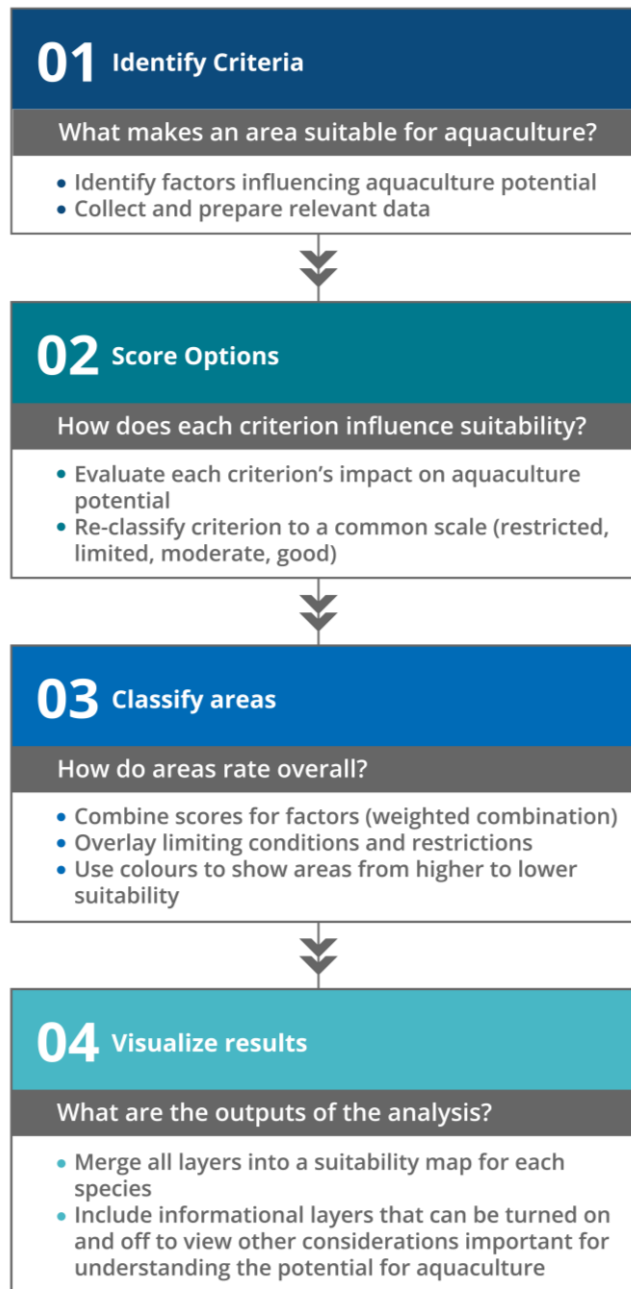 01 Identify Criteria
What makes an area suitable for aquaculture?
• Identify factors influencing aquaculture potential
• Collect and prepare relevant data
02 Score Options
How does each criterion influence suitability?
• Evaluate each criterion's impact on aquaculture
potential
• Re-classify criterion to a common scale (restricted,
limited, moderate, good)
03 Classify areas
How do areas rate overall?
• Combine scores for factors (weighted combination)
• Overlay limiting conditions and restrictions
• Use colours to show areas from higher to lower
suitability
04 Visualize results
What are the outputs of the analysis?
• Merge all layers into a suitability map for each
species
• Include informational layers that can be turned on
and off to view other considerations important for
understanding the potential for aquaculture